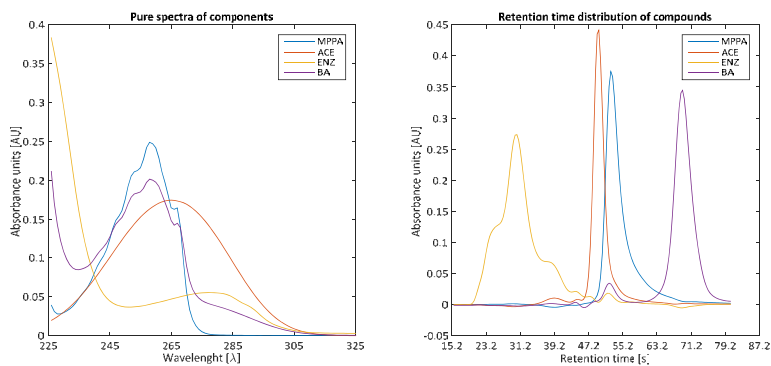 Pure spectra of components
Absorbance units [AU]
0.4
0.35
0.3
0.25
0.2
0.15
0.1
0.05
0
225
245
265
285
305
325
Wavelenght [λ]
MPPA
ACE
ENZ
BA
Retention time distribution of compounds
Absorbance units [AU]
0.45
0.4
0.35
0.3
0.25
0.2
0.15
0.1
0.05
0
-0.05
15.2
23.2
31.2
39.2
47.2
55.2
63.2
71.2
79.2
87.2
Retention time [s]
MPPA
ACE
ENZ
BA